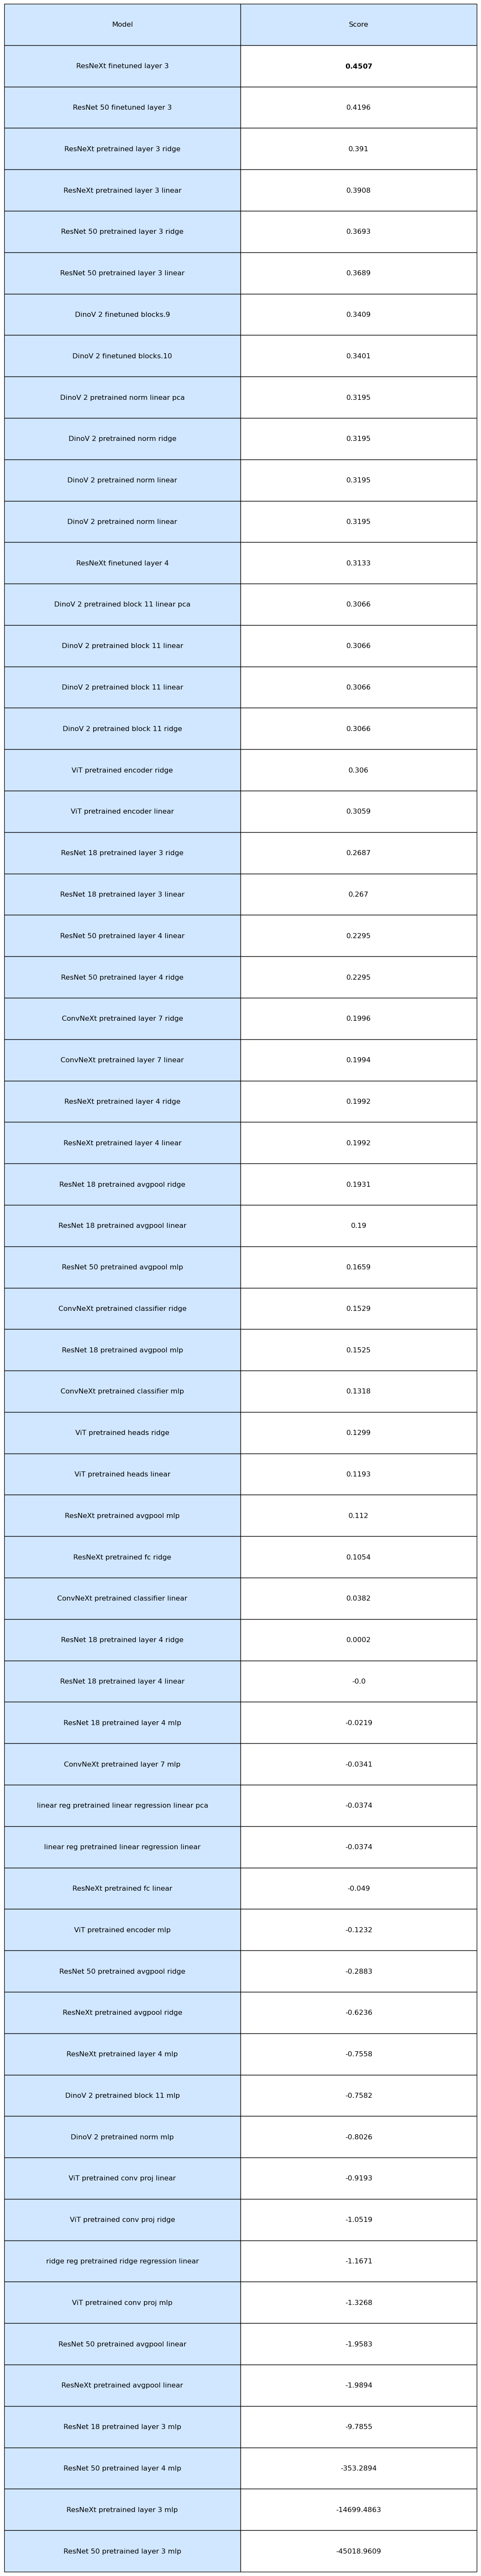 Model Score
ResNeXt finetuned layer 3 0.4507
ResNet 50 finetuned layer 3 0.4196
ResNeXt pretrained layer 3 ridge 0.391
ResNeXt pretrained layer 3 linear 0.3908
ResNet 50 pretrained layer 3 ridge 0.3693
ResNet 50 pretrained layer 3 linear 0.3689
DinoV 2 finetuned blocks.9 0.3409
DinoV 2 finetuned blocks.10 0.3401
DinoV 2 pretrained norm linear pca 0.3195
DinoV 2 pretrained norm ridge 0.3195
DinoV 2 pretrained norm linear 0.3195
DinoV 2 pretrained norm linear 0.3195
ResNeXt finetuned layer 4 0.3133
DinoV 2 pretrained block 11 linear pca 0.3066
DinoV 2 pretrained block 11 linear 0.3066
DinoV 2 pretrained block 11 linear 0.3066
DinoV 2 pretrained block 11 ridge 0.3066
ViT pretrained encoder ridge 0.306
ViT pretrained encoder linear 0.3059
ResNet 18 pretrained layer 3 ridge 0.2687
ResNet 18 pretrained layer 3 linear 0.267
ResNet 50 pretrained layer 4 linear 0.2295
ResNet 50 pretrained layer 4 ridge 0.2295
ConvNeXt pretrained layer 7 ridge 0.1996
ConvNeXt pretrained layer 7 linear 0.1994
ResNeXt pretrained layer 4 ridge 0.1992
ResNeXt pretrained layer 4 linear 0.1992
ResNet 18 pretrained avgpool ridge 0.1931
ResNet 18 pretrained avgpool linear 0.19
ResNet 50 pretrained avgpool mlp 0.1659
ConvNeXt pretrained classifier ridge 0.1529
ResNet 18 pretrained avgpool mlp 0.1525
ConvNeXt pretrained classifier mlp 0.1318
ViT pretrained heads ridge 0.1299
ViT pretrained heads linear 0.1193
ResNeXt pretrained avgpool mlp 0.112
ResNeXt pretrained fc ridge 0.1054
ConvNeXt pretrained classifier linear 0.0382
ResNet 18 pretrained layer 4 ridge 0.0002
ResNet 18 pretrained layer 4 linear -0.0
ResNet 18 pretrained layer 4 mlp -0.0219
ConvNeXt pretrained layer 7 mlp -0.0341
linear reg pretrained linear regression linear pca -0.0374
linear reg pretrained linear regression linear -0.0374
ResNeXt pretrained fc linear -0.049
ViT pretrained encoder mlp -0.1232
ResNet 50 pretrained avgpool ridge -0.2883
ResNeXt pretrained avgpool ridge -0.6236
ResNeXt pretrained layer 4 mlp -0.7558
DinoV 2 pretrained block 11 mlp -0.7582
DinoV 2 pretrained norm mlp -0.8026
ViT pretrained conv proj linear -0.9193
ViT pretrained conv proj ridge -1.0519
ridge reg pretrained ridge regression linear -1.1671
ViT pretrained conv proj mlp -1.3268
ResNet 50 pretrained avgpool linear -1.9583
ResNeXt pretrained avgpool linear -1.9894
ResNet 18 pretrained layer 3 mlp -9.7855
ResNet 50 pretrained layer 4 mlp -353.2894
ResNeXt pretrained layer 3 mlp -14699.4863
ResNet 50 pretrained layer 3 mlp -45018.9609